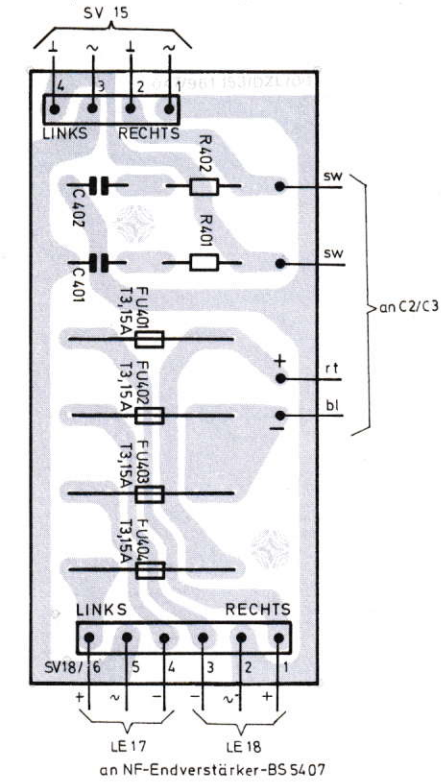 SV 15
⊥ ~ ⊥ ~
4 3 2 1
LINKS RECHTS
C402
R402
sw
C401
R401
sw
an C2/C3
FU401
T3,15A
+
rt
FU402
T3,15A
bl
−
FU403
T3,15A
FU404
T3,15A
LINKS RECHTS
SV18/ 6 5 4 3 2 1
+ ~ − − ~ +
LE 17 LE 18
an NF-Endverstärker-BS 5407